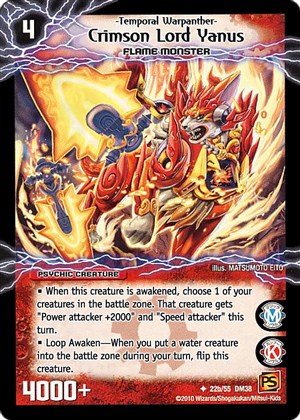 4
-Temporal Warpanther-
Crimson Lord Yanus
FLAME MONSTER
illus. MATSUMOTO EITO
PSYCHIC CREATURE
▪ When this creature is awakened, choose 1 of your
creatures in the battle zone. That creature gets
"Power attacker +2000" and "Speed attacker" this
turn.
▪ Loop Awaken—When you put a water creature
into the battle zone during your turn, flip this
creature.
M
K
4000+
✦ 22b/55 DM38
©2010 Wizards/Shogakukan/Mitsui-Kids
PS